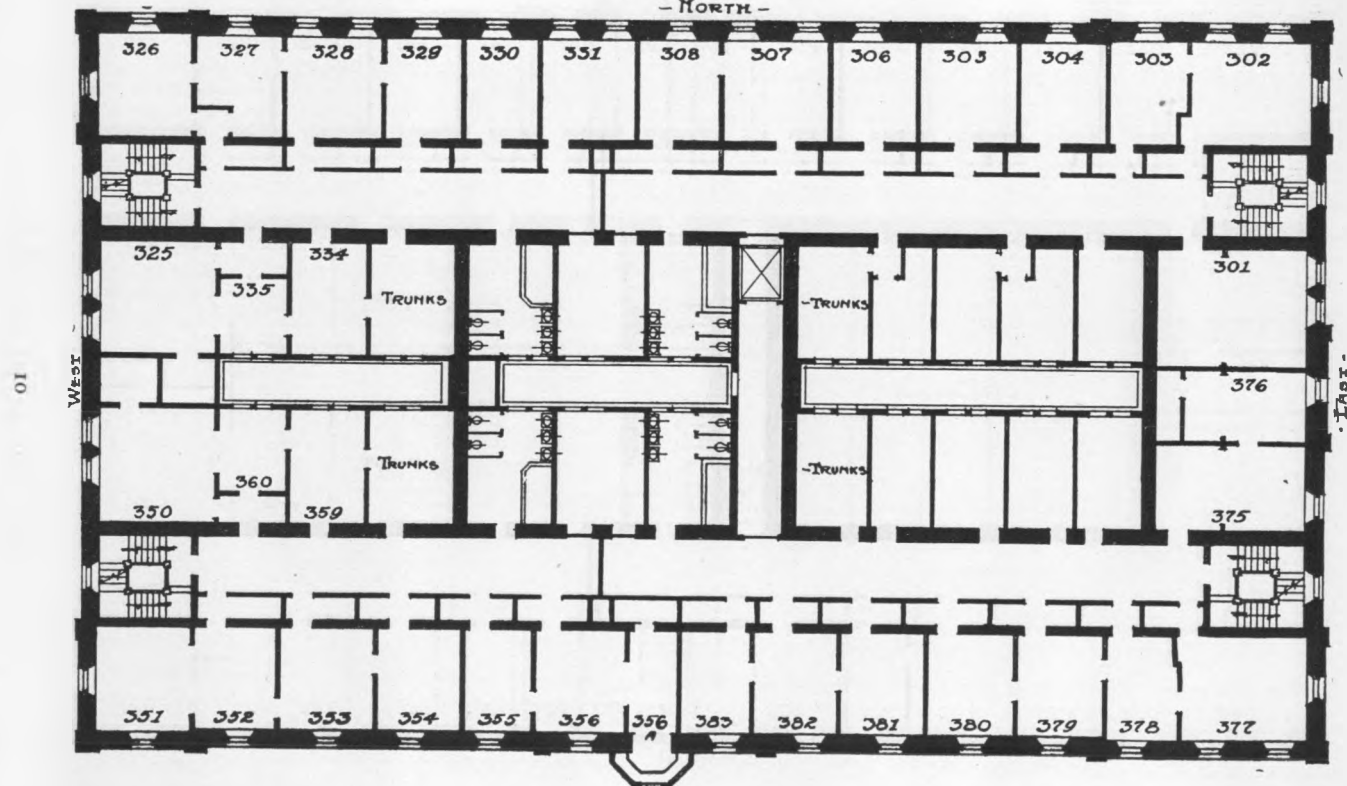 - NORTH -
326 327 328 329 330 331 308 307 306 305 304 303 302
325 334 301
335 TRUNKS -TRUNKS
WEST 376 - EAST -
10
360 TRUNKS -TRUNKS
350 359 375
351 352 353 354 355 356 356 383 382 381 380 379 378 377
A